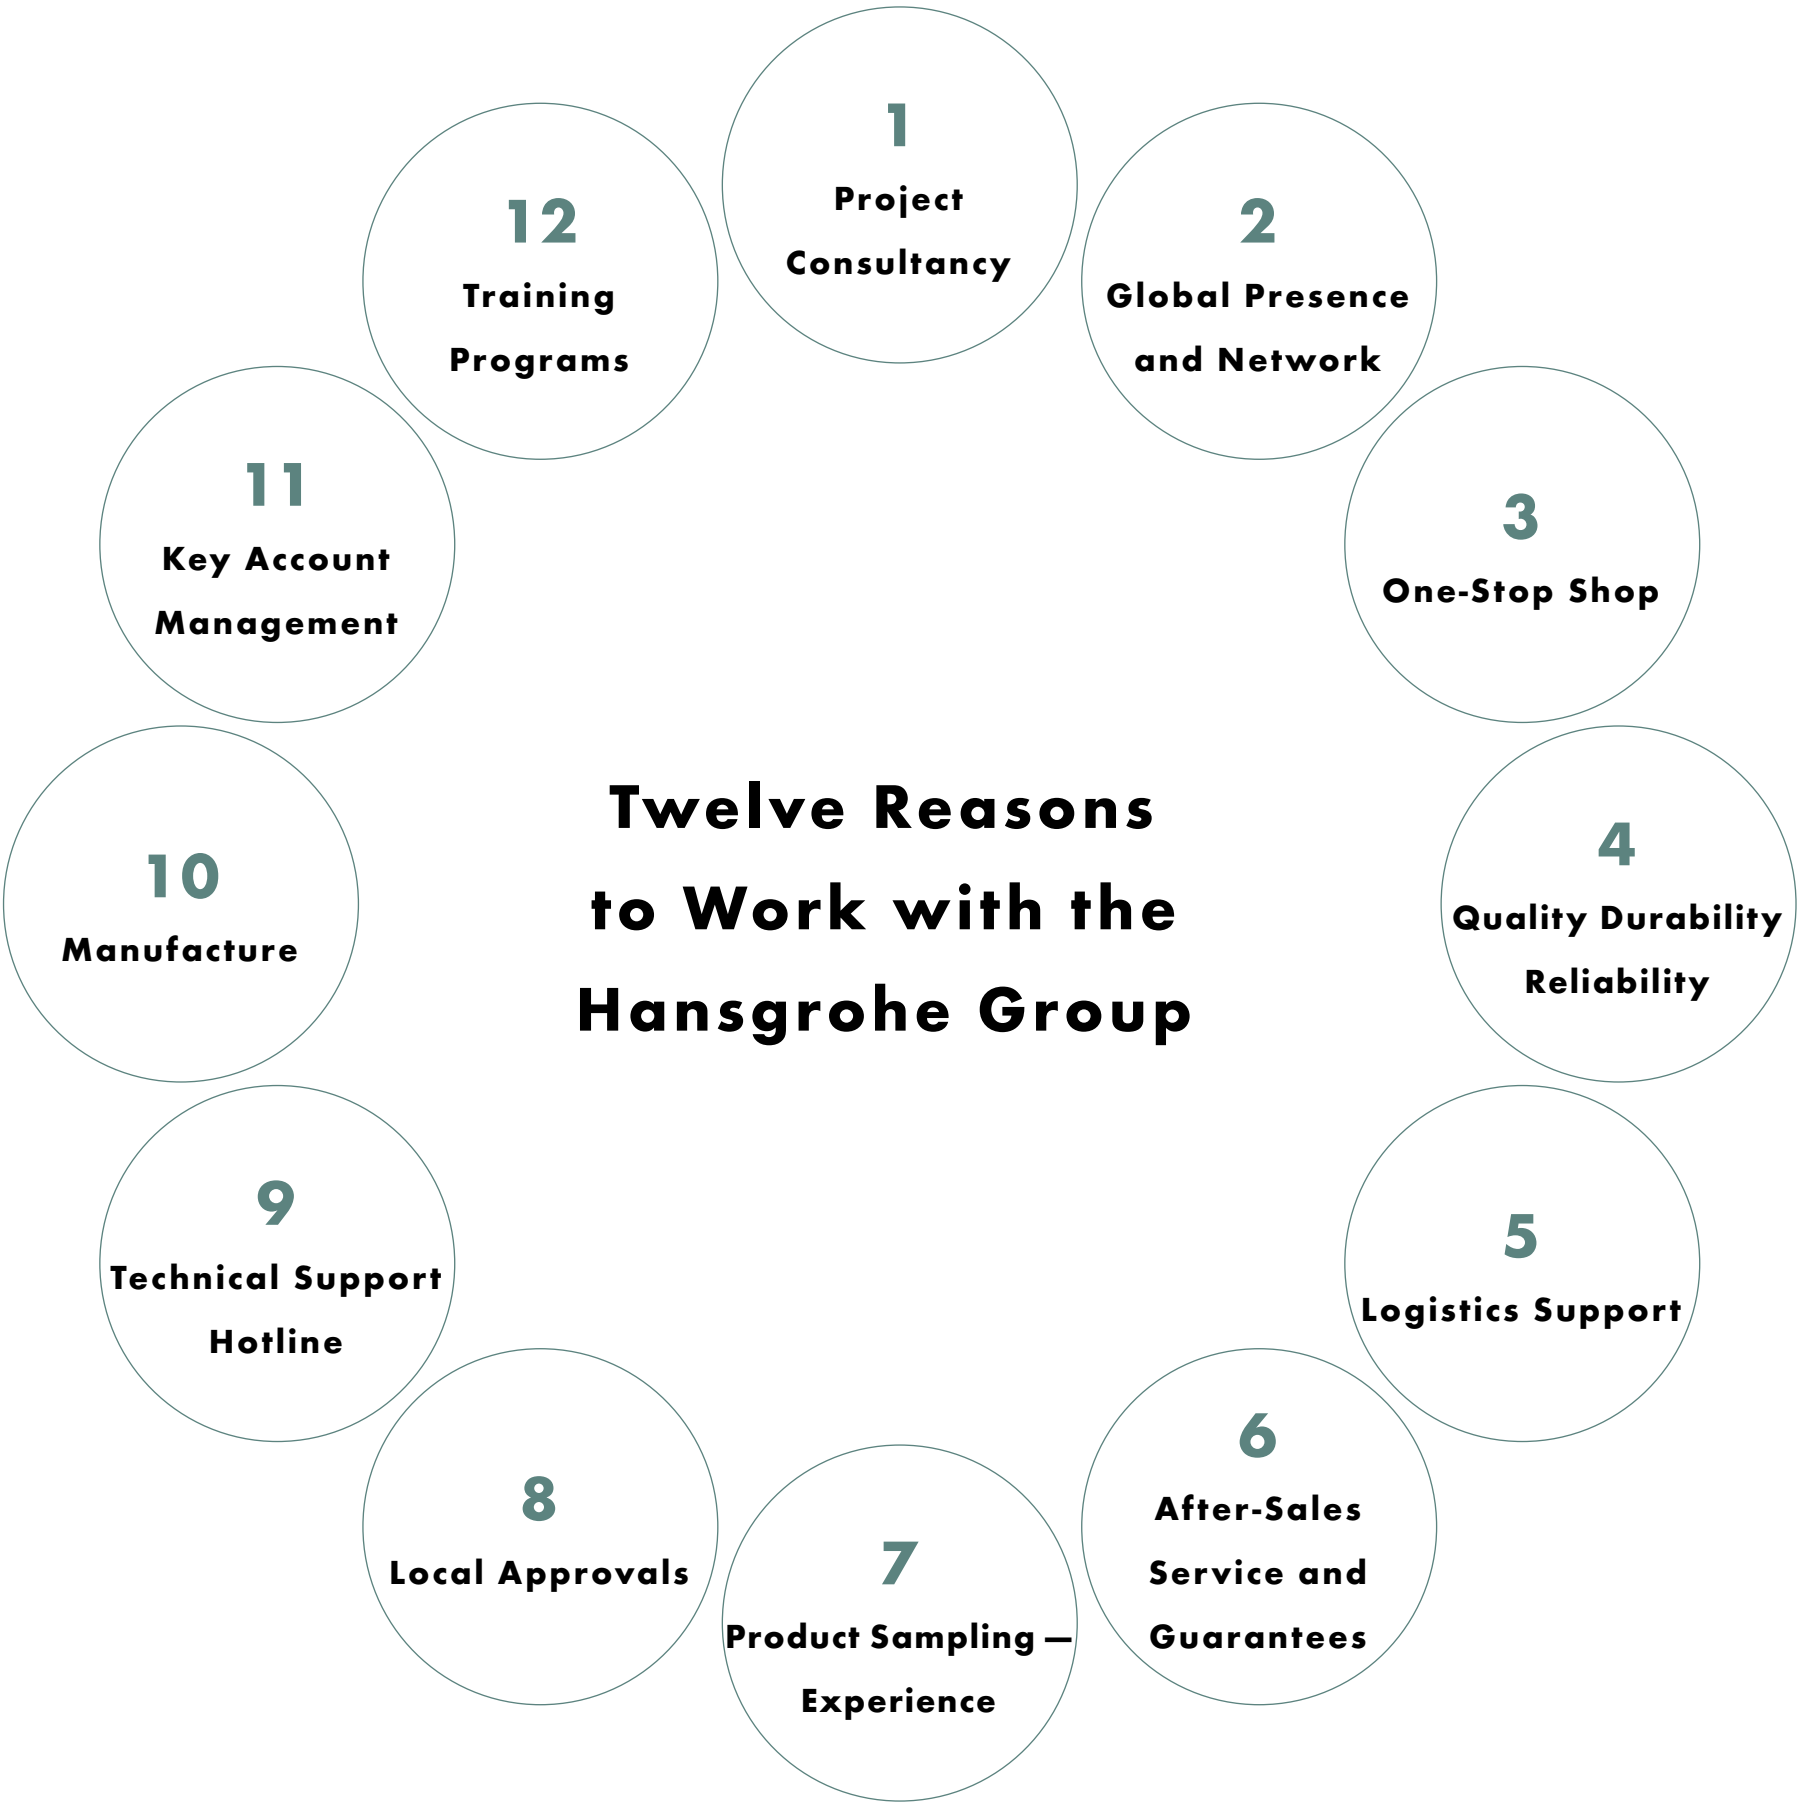 Twelve Reasons
to Work with the
Hansgrohe Group
1
Project
Consultancy
2
Global Presence
and Network
3
One-Stop Shop
4
Quality Durability
Reliability
5
Logistics Support
6
After-Sales
Service and
Guarantees
7
Product Sampling —
Experience
8
Local Approvals
9
Technical Support
Hotline
10
Manufacture
11
Key Account
Management
12
Training
Programs